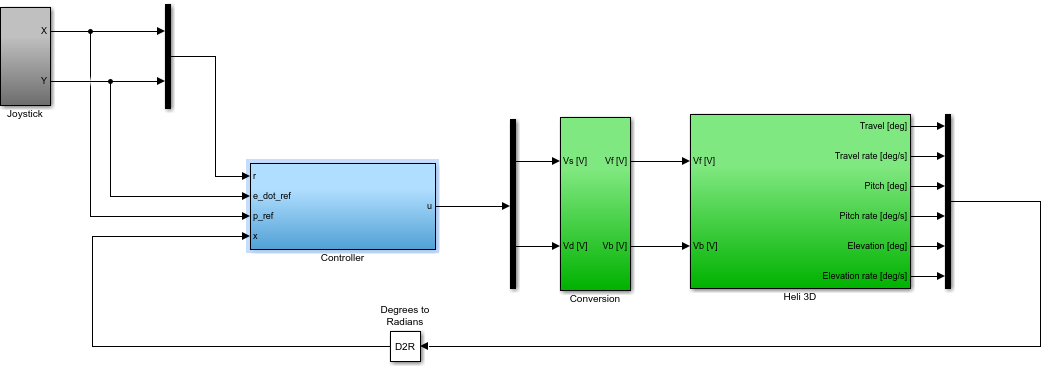 X
Y
Joystick
r
e_dot_ref
p_ref
x
u
Controller
Vs [V]
Vf [V]
Vd [V]
Vb [V]
Conversion
Vf [V]
Vb [V]
Travel [deg]
Travel rate [deg/s]
Pitch [deg]
Pitch rate [deg/s]
Elevation [deg]
Elevation rate [deg/s]
Heli 3D
Degrees to
Radians
D2R